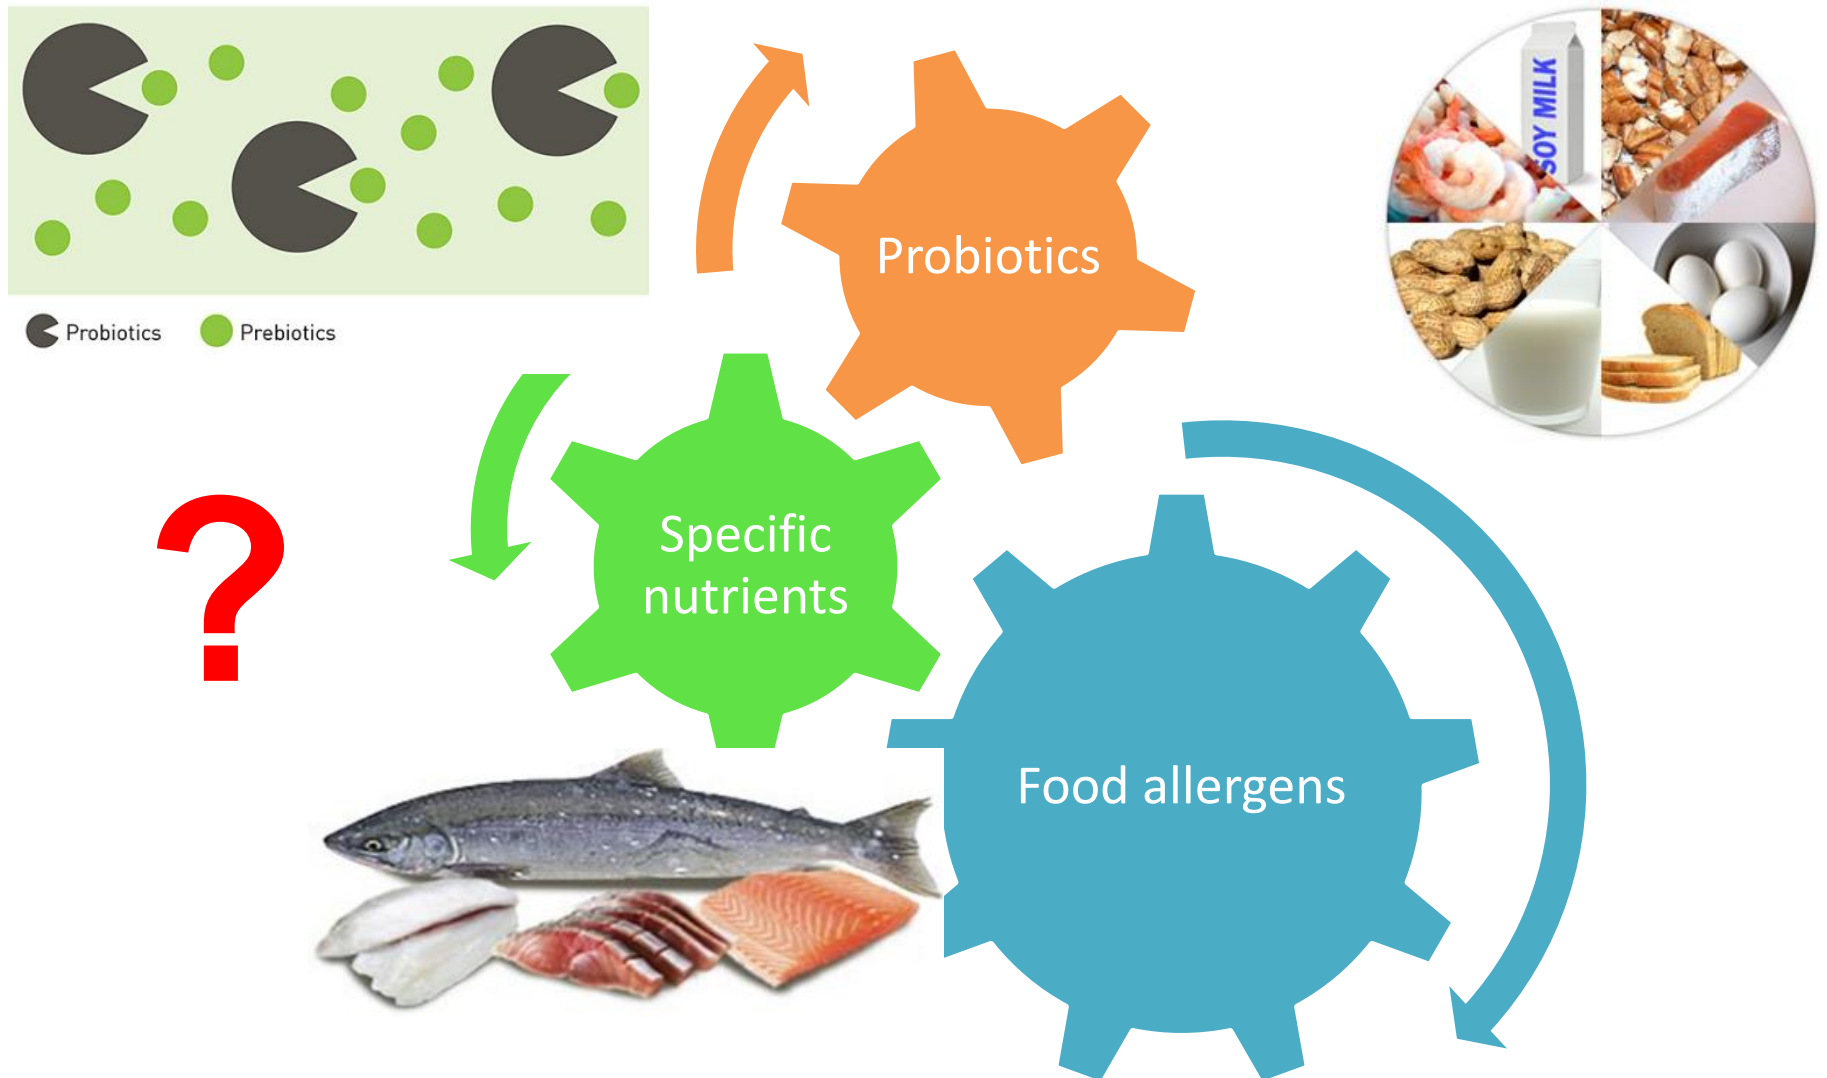 Probiotics
Prebiotics
Probiotics
SOY MILK
Specific
nutrients
?
Food allergens